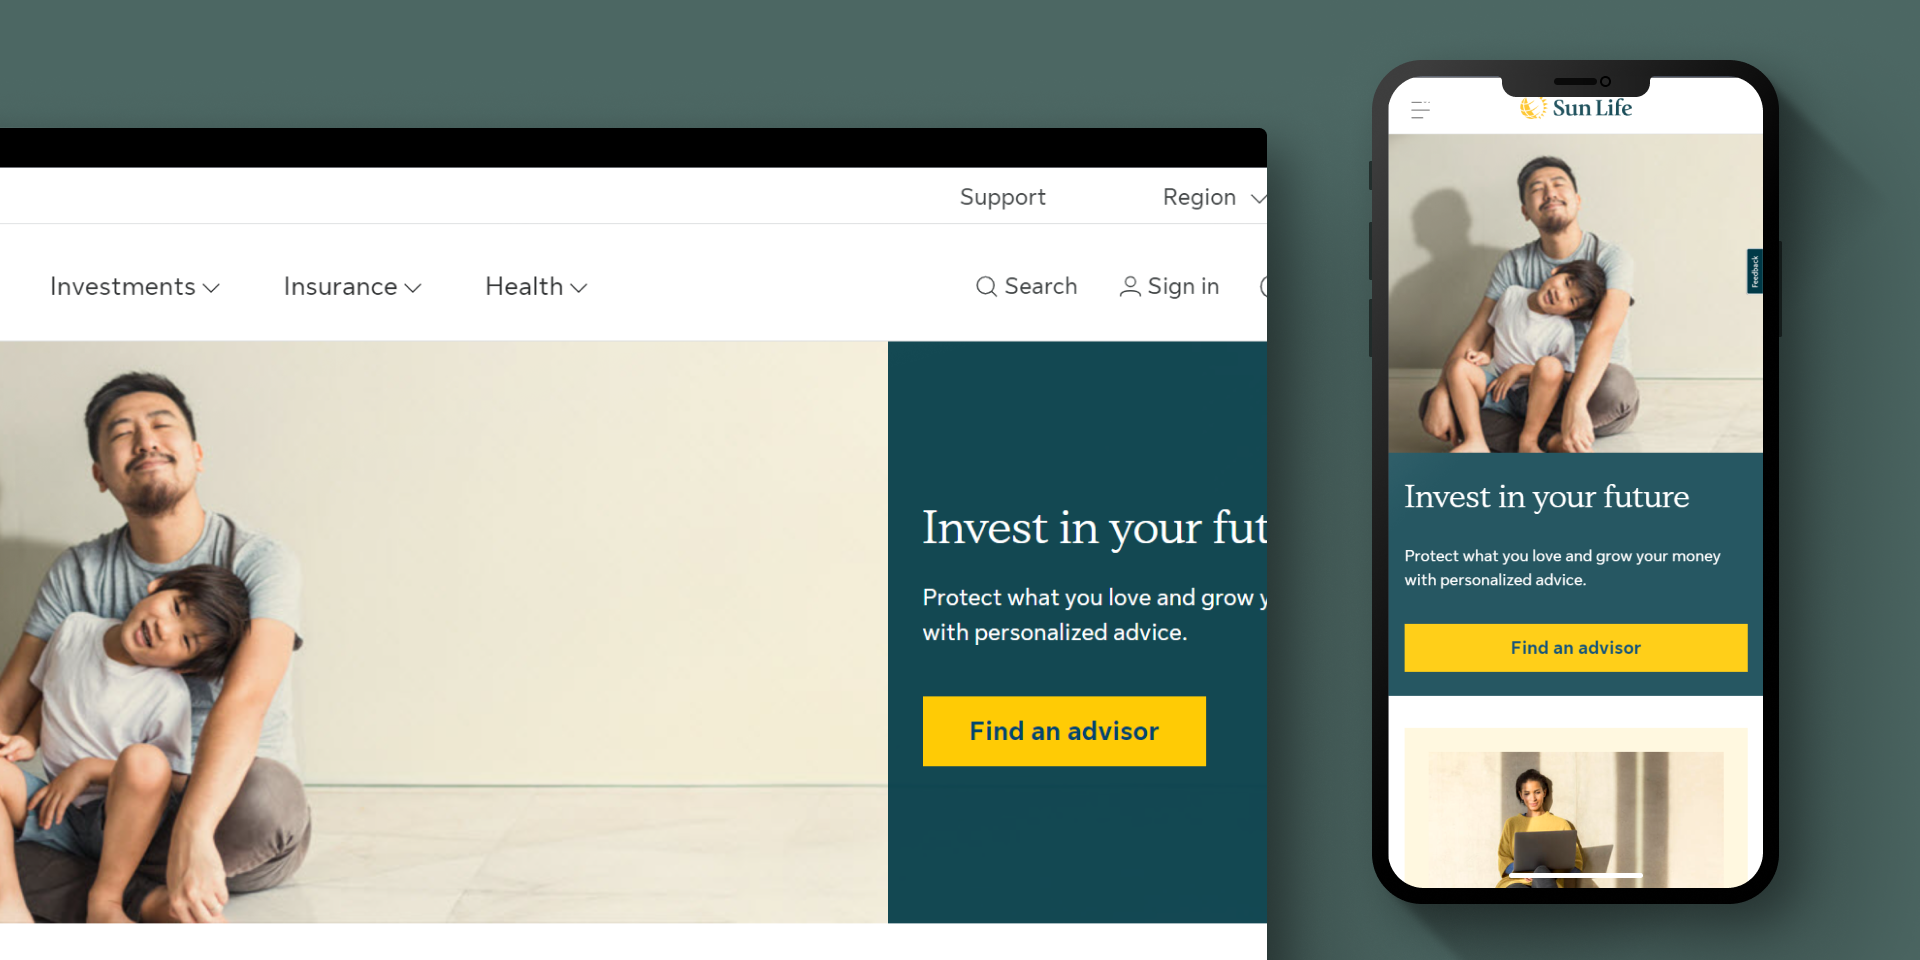 Support Region
Investments Insurance Health Search Sign in
Invest in your fut
Protect what you love and grow y
with personalized advice.
Find an advisor
Sun Life
Feedback
Invest in your future
Protect what you love and grow your money
with personalized advice.
Find an advisor